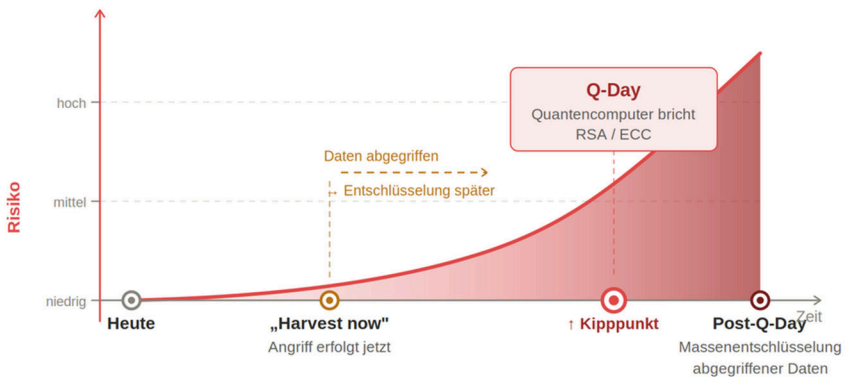 Q-Day
Quantencomputer bricht
RSA / ECC
hoch
Daten abgegriffen
→ Entschlüsselung später
mittel
Risiko
niedrig
Heute
„Harvest now"
Angriff erfolgt jetzt
↑ Kipppunkt
Zeit
Post-Q-Day
Massenentschlüsselung
abgegriffener Daten